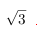 √3 .